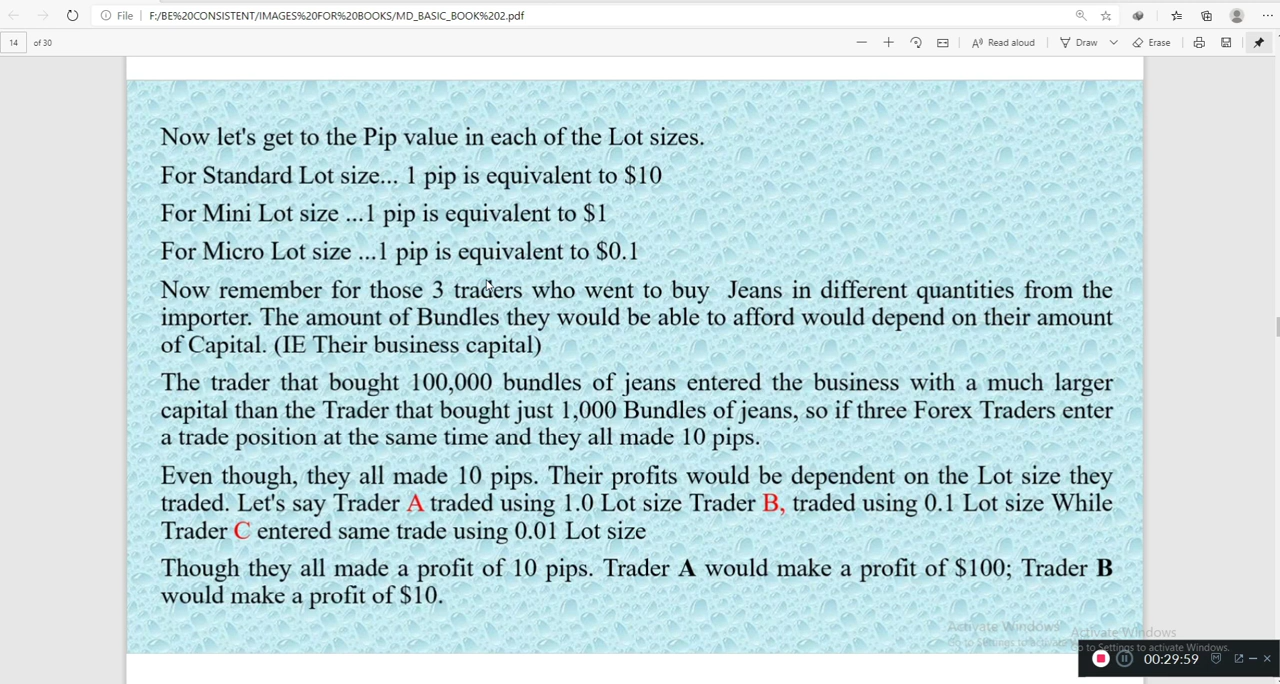 File
F:/BE%20CONSISTENT/IMAGES%20FOR%20BOOKS/MD_BASIC_BOOK%202.pdf
14 of 30
Read aloud
Draw
Erase
Now let's get to the Pip value in each of the Lot sizes.
For Standard Lot size... 1 pip is equivalent to $10
For Mini Lot size ...1 pip is equivalent to $1
For Micro Lot size ...1 pip is equivalent to $0.1
Now remember for those 3 traders who went to buy Jeans in different quantities from the
importer. The amount of Bundles they would be able to afford would depend on their amount
of Capital. (IE Their business capital)
The trader that bought 100,000 bundles of jeans entered the business with a much larger
capital than the Trader that bought just 1,000 Bundles of jeans, so if three Forex Traders enter
a trade position at the same time and they all made 10 pips.
Even though, they all made 10 pips. Their profits would be dependent on the Lot size they
traded. Let's say Trader A traded using 1.0 Lot size Trader B, traded using 0.1 Lot size While
Trader C entered same trade using 0.01 Lot size
Though they all made a profit of 10 pips. Trader A would make a profit of $100; Trader B
would make a profit of $10.
Activate Windows
Activate Windows
Go to Settings to activate Windows.
00:29:59